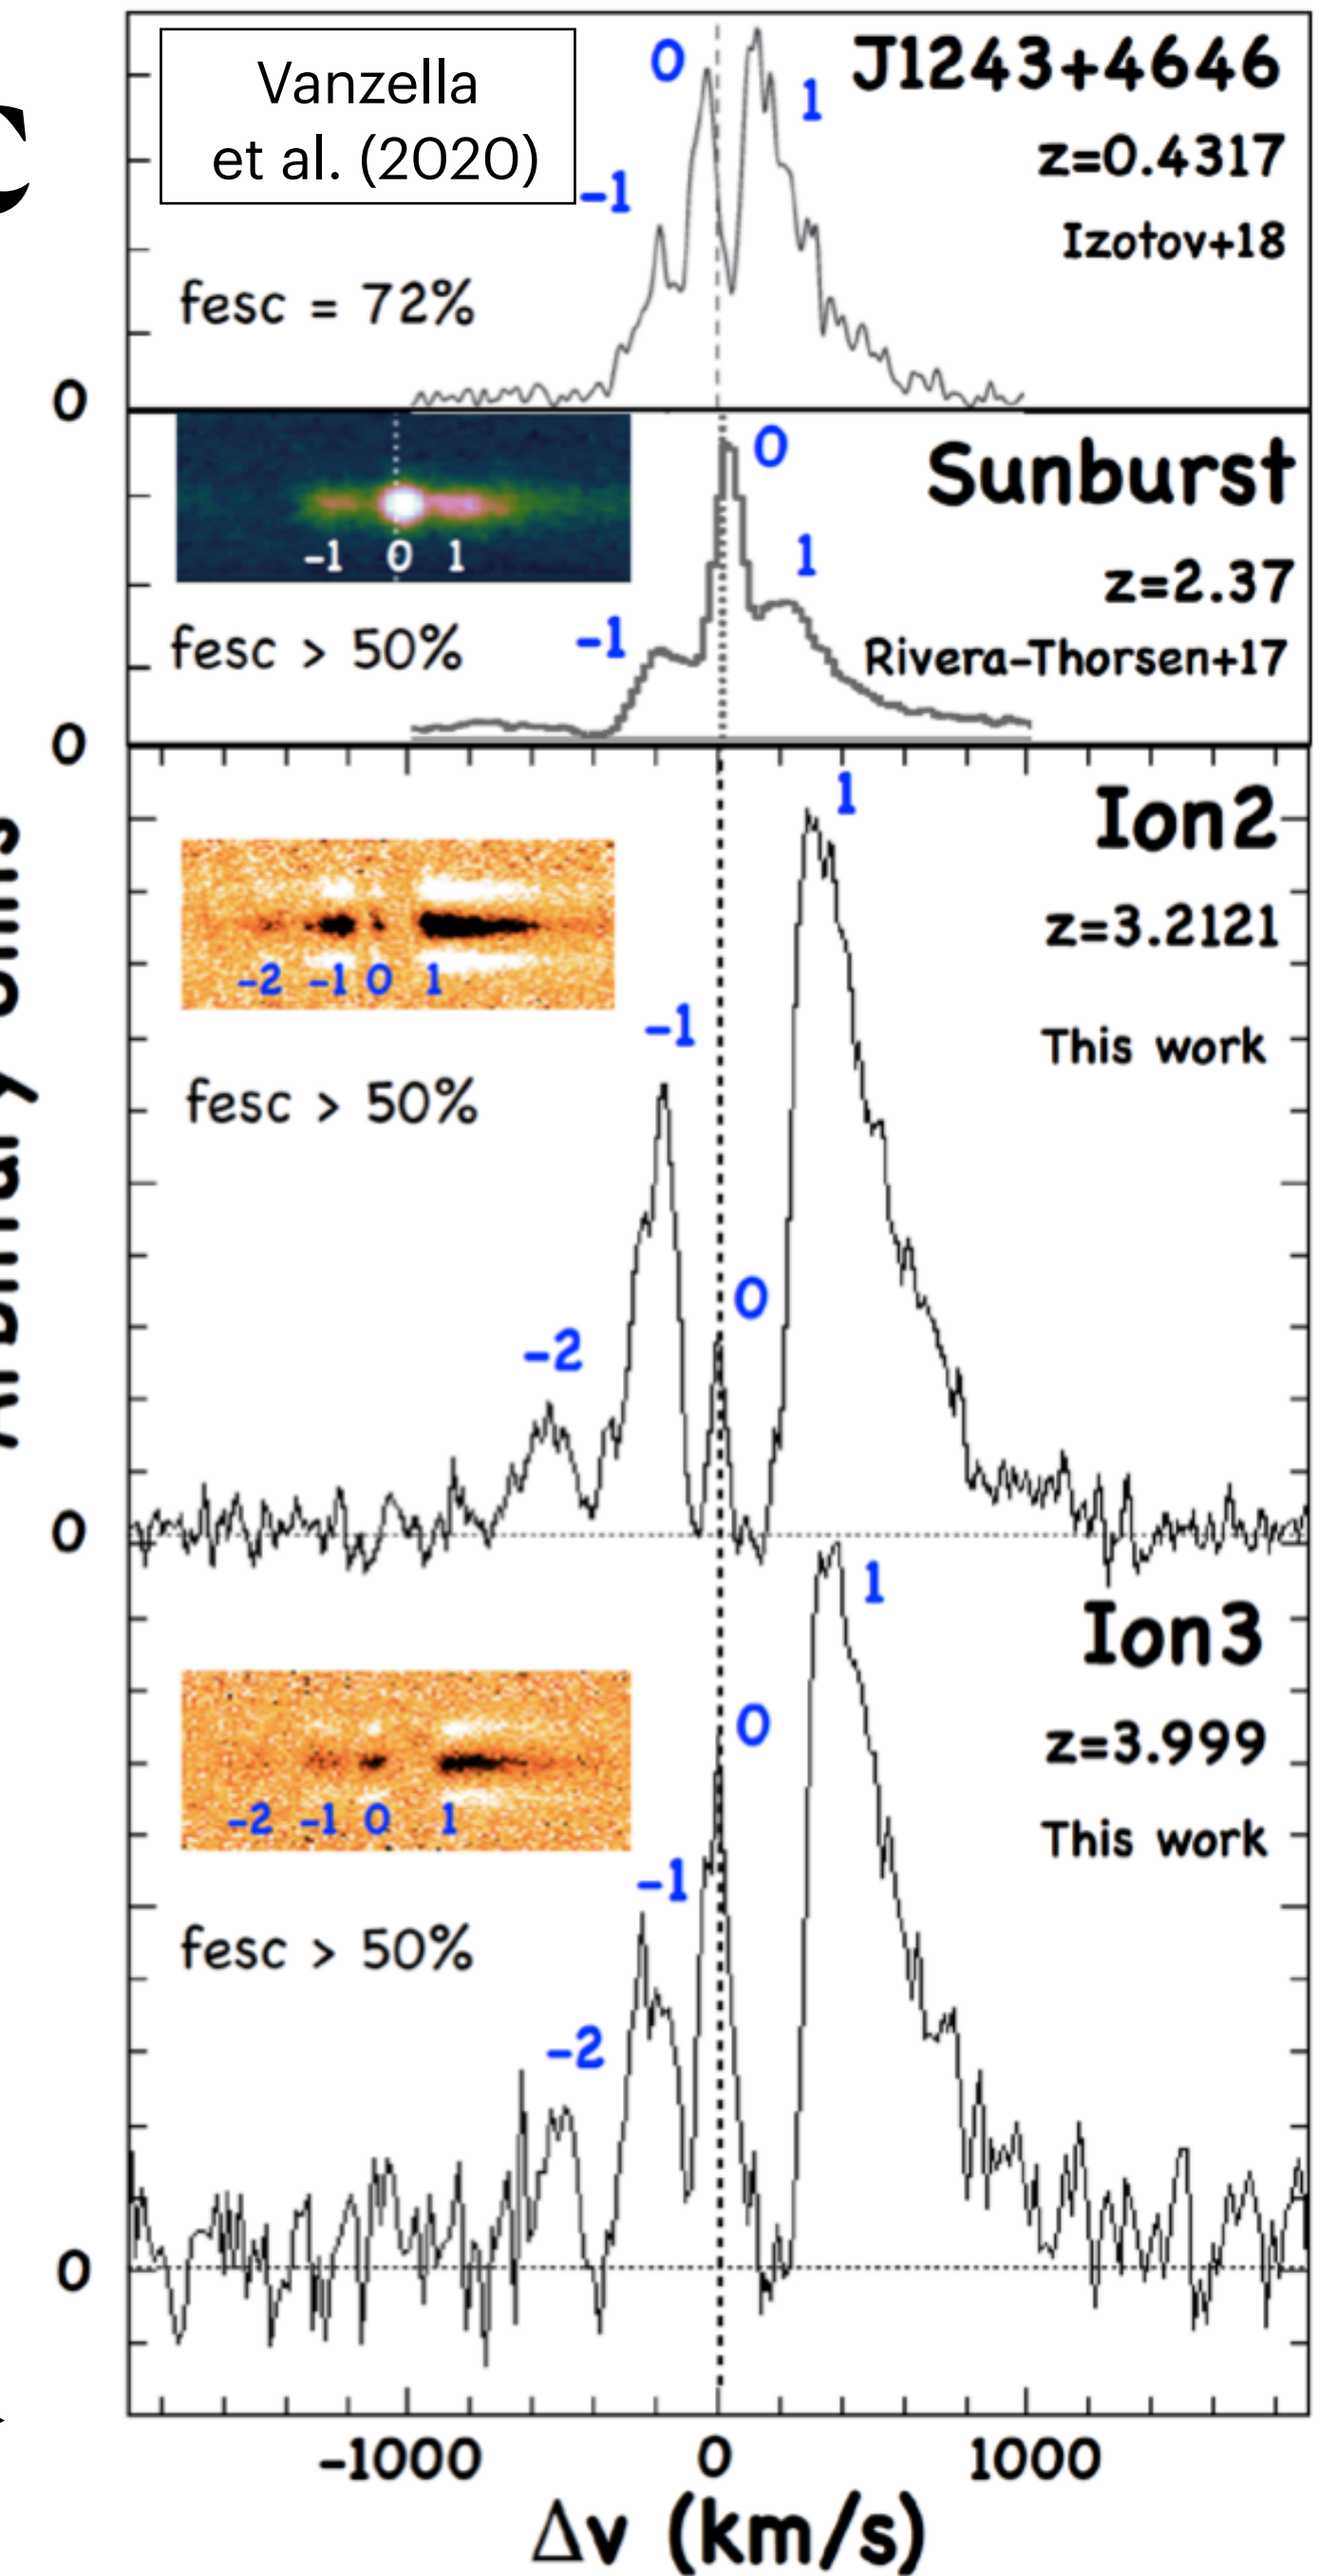 Vanzella
et al. (2020)
J1243+4646
z=0.4317
Izotov+18
fesc = 72%
-1
0
1
0
Sunburst
z=2.37
Rivera-Thorsen+17
-1 0 1
fesc > 50%
-1
0
1
0
Ion2
z=3.2121
This work
-2 -1 0 1
fesc > 50%
-2
-1
0
1
0
Ion3
z=3.999
This work
-2 -1 0 1
fesc > 50%
-2
-1
0
1
0
-1000 0 1000
Δv (km/s)